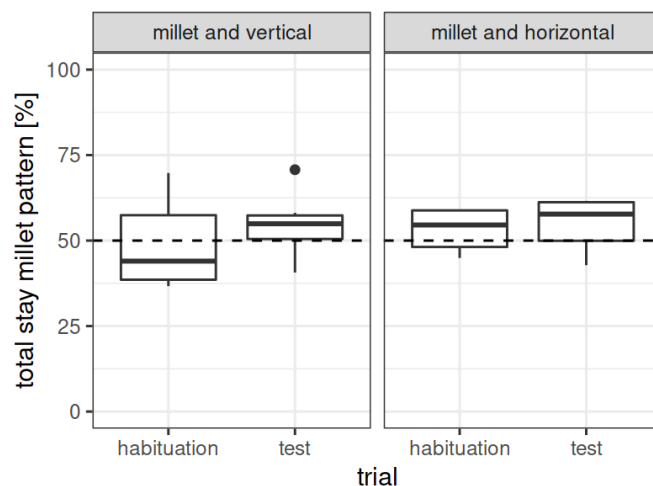 millet and vertical
millet and horizontal
total stay millet pattern [%]
100
75
50
25
0
habituation
test
habituation
test
trial